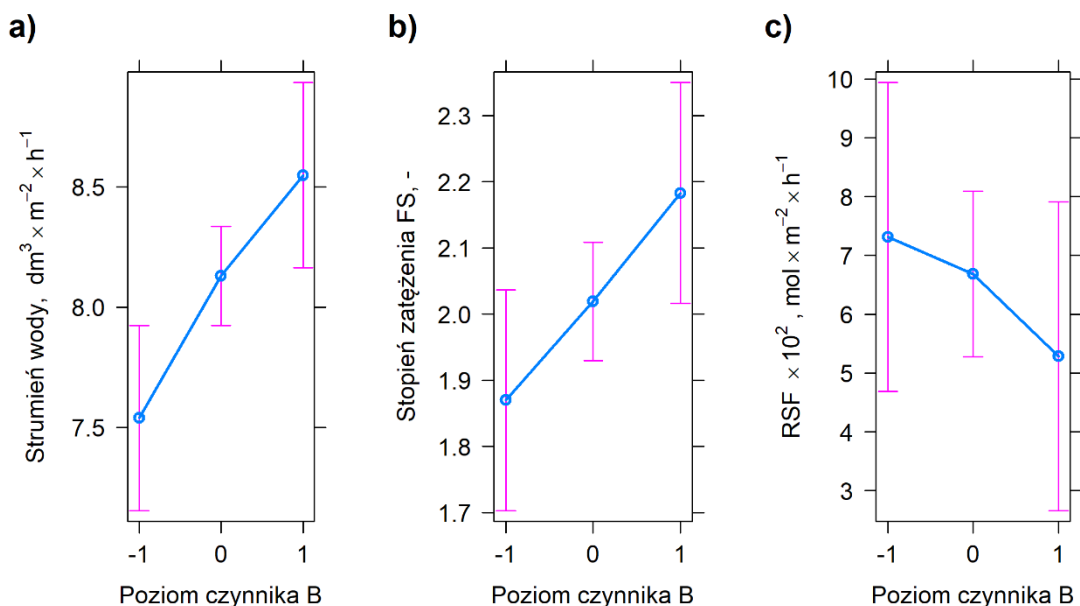 a)
Strumień wody, dm³ × m⁻² × h⁻¹
8.5
8.0
7.5
-1 0 1
Poziom czynnika B
b)
Stopień zatężenia FS, -
2.3
2.2
2.1
2.0
1.9
1.8
1.7
-1 0 1
Poziom czynnika B
c)
RSF × 10², mol × m⁻² × h⁻¹
10
9
8
7
6
5
4
3
-1 0 1
Poziom czynnika B